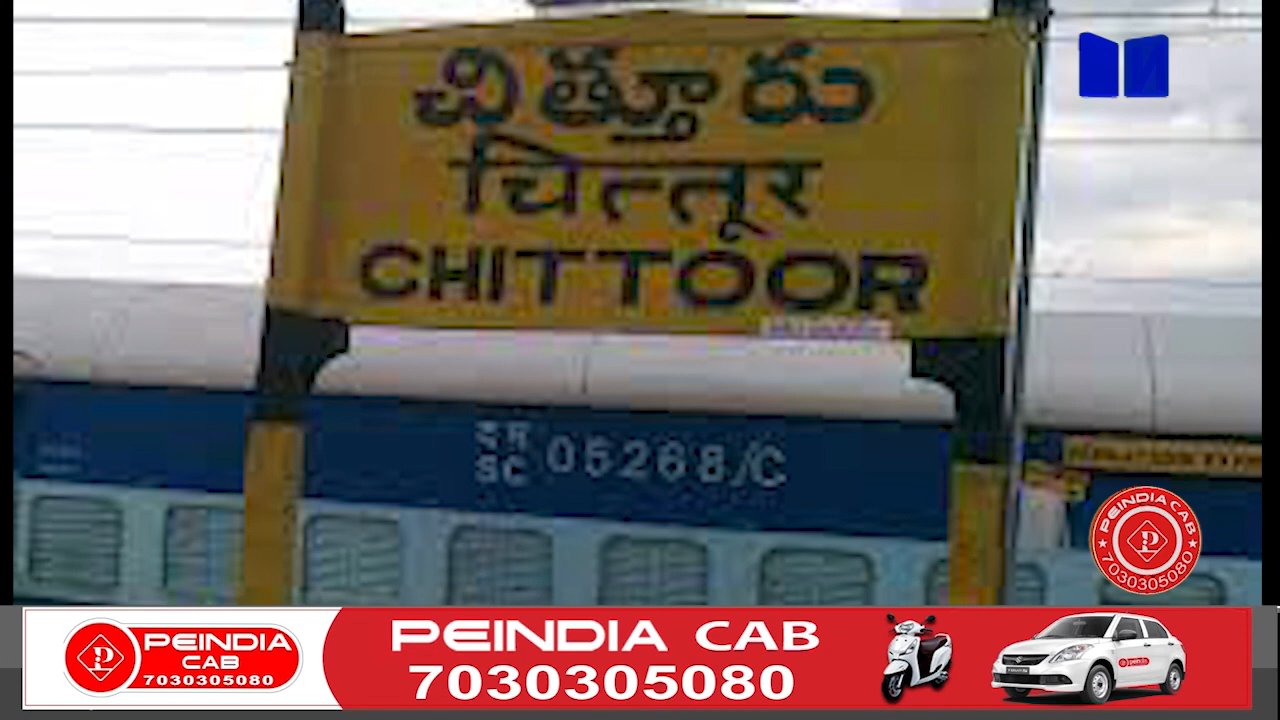 చిత్తూరు
चित्तूर
CHITTOOR
द म
SC 05268/C
PEINDIA CAB
7030305080
PEINDIA
CAB
7030305080
PEINDIA CAB
7030305080